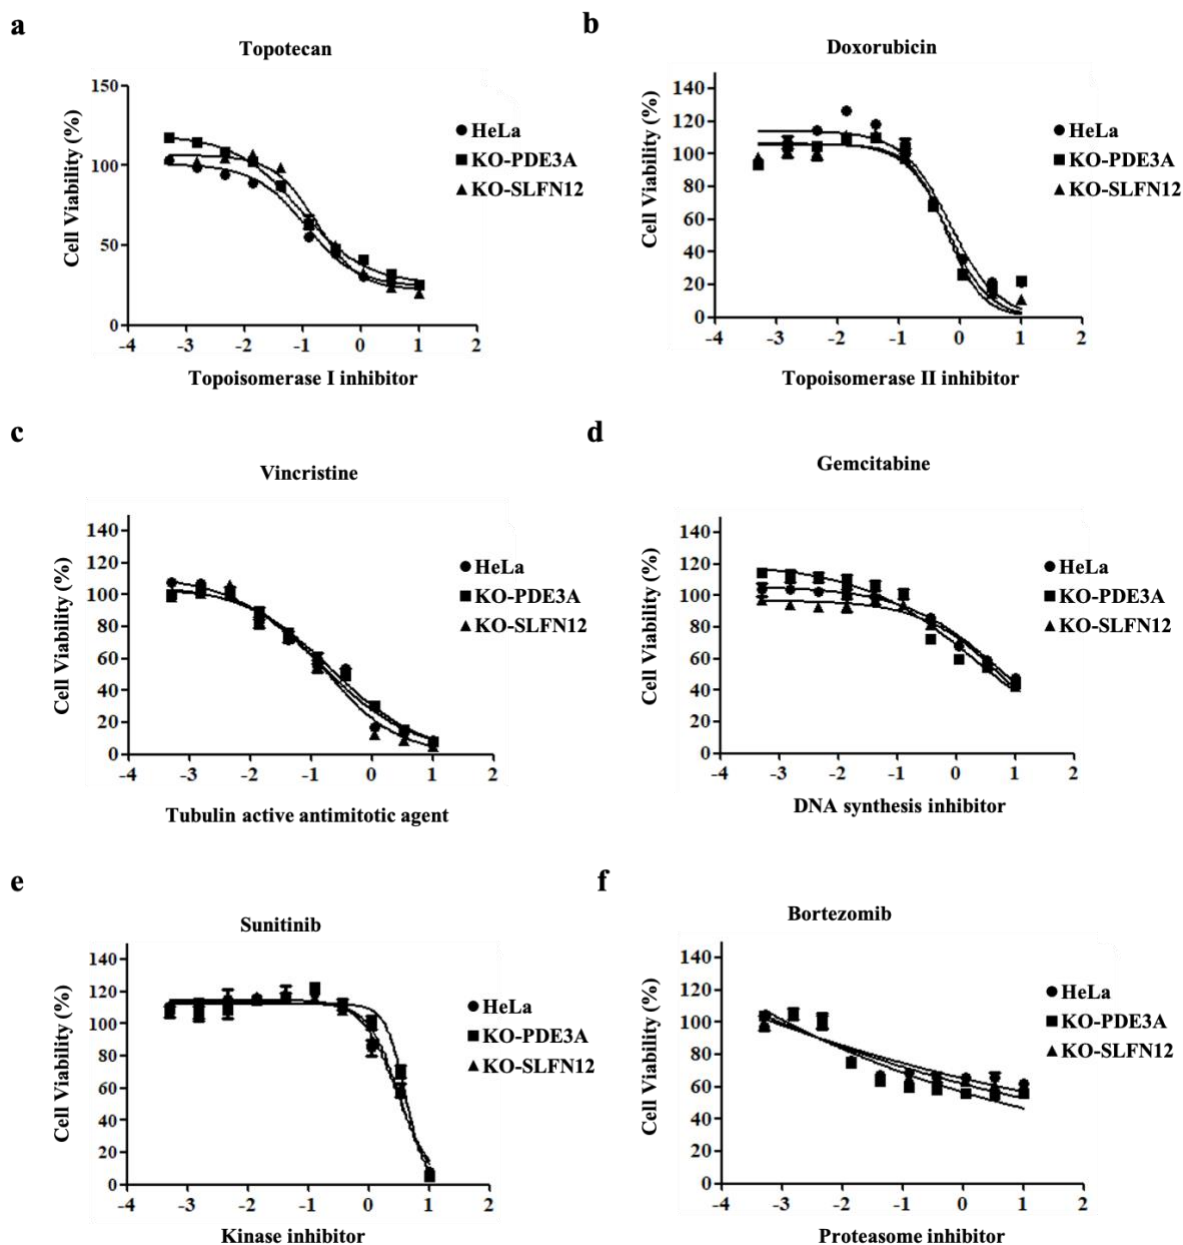 a
Topotecan
150
100
50
0
-4 -3 -2 -1 0 1 2
Cell Viability (%)
HeLa
KO-PDE3A
KO-SLFN12
Topoisomerase I inhibitor
b
Doxorubicin
140
120
100
80
60
40
20
0
-4 -3 -2 -1 0 1 2
Cell Viability (%)
HeLa
KO-PDE3A
KO-SLFN12
Topoisomerase II inhibitor
c
Vincristine
140
120
100
80
60
40
20
0
-4 -3 -2 -1 0 1 2
Cell Viability (%)
HeLa
KO-PDE3A
KO-SLFN12
Tubulin active antimitotic agent
d
Gemcitabine
140
120
100
80
60
40
20
0
-4 -3 -2 -1 0 1 2
Cell Viability (%)
HeLa
KO-PDE3A
KO-SLFN12
DNA synthesis inhibitor
e
Sunitinib
140
120
100
80
60
40
20
0
-4 -3 -2 -1 0 1 2
Cell Viability (%)
HeLa
KO-PDE3A
KO-SLFN12
Kinase inhibitor
f
Bortezomib
140
120
100
80
60
40
20
0
-4 -3 -2 -1 0 1 2
Cell Viability (%)
HeLa
KO-PDE3A
KO-SLFN12
Proteasome inhibitor